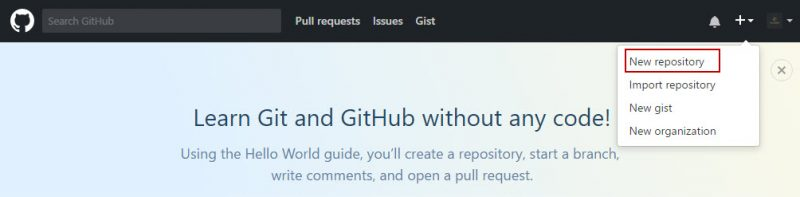 Search GitHub Pull requests Issues Gist
New repository
Import repository
New gist
New organization
Learn Git and GitHub without any code!
Using the Hello World guide, you’ll create a repository, start a branch,
write comments, and open a pull request.